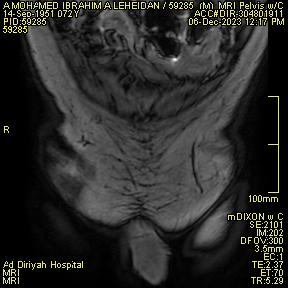 A MOHAMED IBRAHIM A LEHEIDAN / 59285 (M) MRI Pelvis w/C
14-Sep-1951 072Y ACC#DIR-304801911
PID:59285 06-Dec-2023 12:17 PM
59285
R
100mm
mDIXON w C
SE:2101
IM:202
DFOV:300
3.5mm
EC:1
Ad Diriyah Hospital TE:2.37
MRI ET:70
MRI TR:5.29